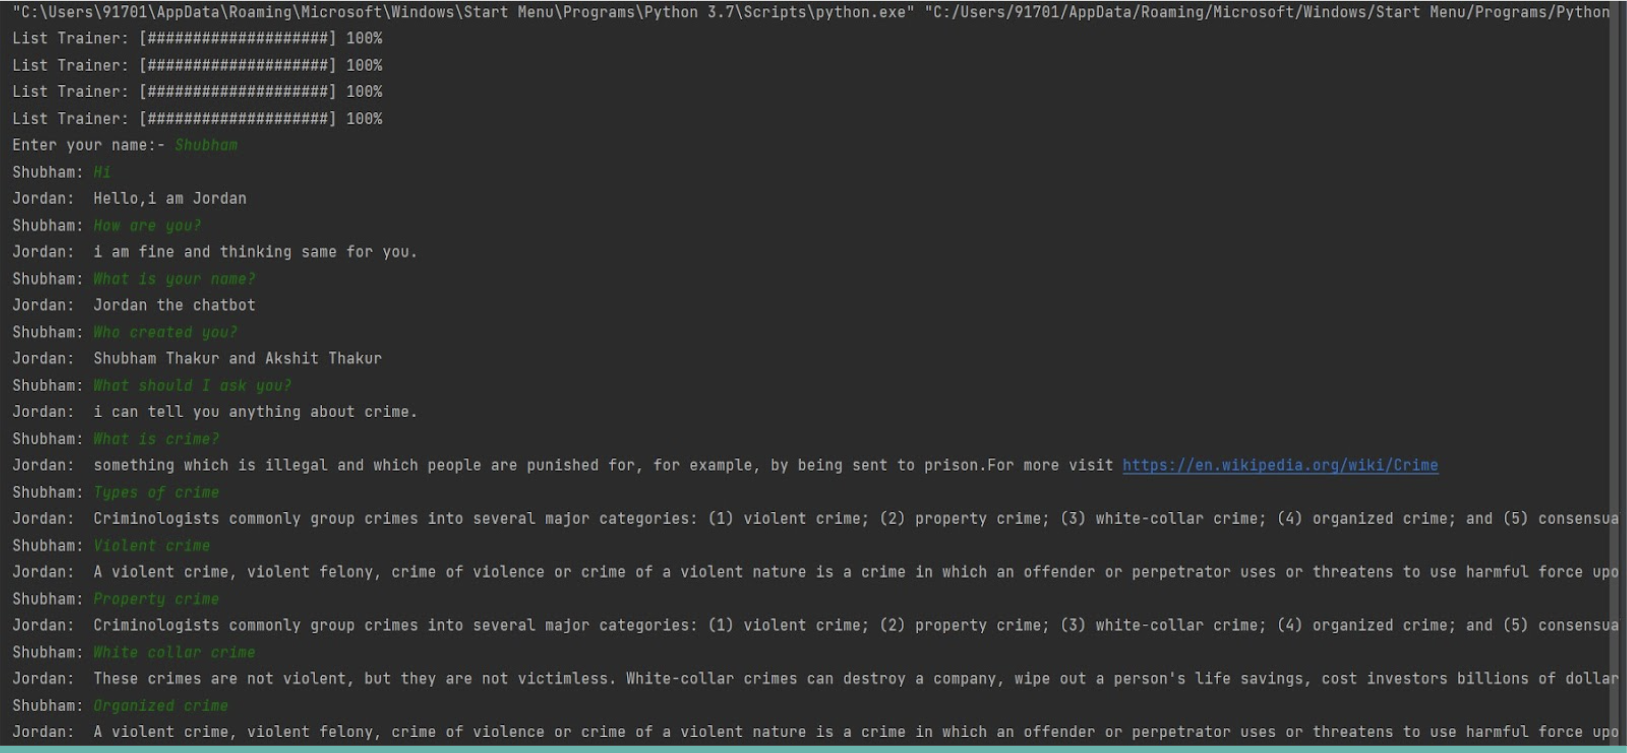 "C:\Users\91701\AppData\Roaming\Microsoft\Windows\Start Menu\Programs\Python 3.7\Scripts\python.exe" "C:/Users/91701/AppData/Roaming/Microsoft/Windows/Start Menu/Programs/Python
List Trainer: [####################] 100%
List Trainer: [####################] 100%
List Trainer: [####################] 100%
List Trainer: [####################] 100%
Enter your name:- Shubham
Shubham: Hi
Jordan:  Hello,i am Jordan
Shubham: How are you?
Jordan:  i am fine and thinking same for you.
Shubham: What is your name?
Jordan:  Jordan the chatbot
Shubham: Who created you?
Jordan:  Shubham Thakur and Akshit Thakur
Shubham: What should I ask you?
Jordan:  i can tell you anything about crime.
Shubham: What is crime?
Jordan:  something which is illegal and which people are punished for, for example, by being sent to prison.For more visit https://en.wikipedia.org/wiki/Crime
Shubham: Types of crime
Jordan:  Criminologists commonly group crimes into several major categories: (1) violent crime; (2) property crime; (3) white-collar crime; (4) organized crime; and (5) consensua
Shubham: Violent crime
Jordan:  A violent crime, violent felony, crime of violence or crime of a violent nature is a crime in which an offender or perpetrator uses or threatens to use harmful force upo
Shubham: Property crime
Jordan:  Criminologists commonly group crimes into several major categories: (1) violent crime; (2) property crime; (3) white-collar crime; (4) organized crime; and (5) consensua
Shubham: White collar crime
Jordan:  These crimes are not violent, but they are not victimless. White-collar crimes can destroy a company, wipe out a person's life savings, cost investors billions of dollar
Shubham: Organized crime
Jordan:  A violent crime, violent felony, crime of violence or crime of a violent nature is a crime in which an offender or perpetrator uses or threatens to use harmful force upo